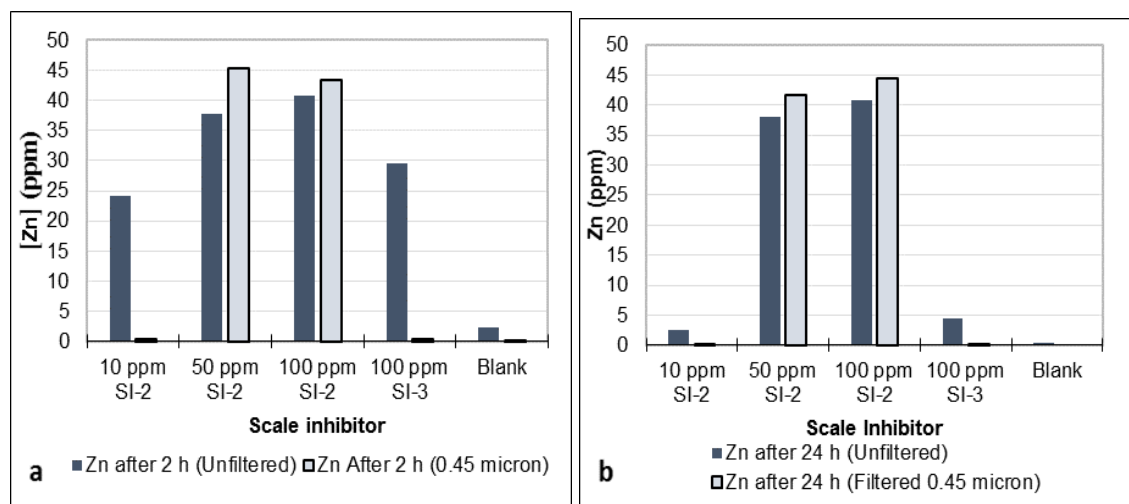 50
45
40
35
30
25
20
15
10
5
0
[Zn] (ppm)
10 ppm 50 ppm 100 ppm 100 ppm Blank
SI-2 SI-2 SI-2 SI-3
Scale inhibitor
a Zn after 2 h (Unfiltered) Zn After 2 h (0.45 micron)
50
45
40
35
30
25
20
15
10
5
0
Zn (ppm)
10 ppm 50 ppm 100 ppm 100 ppm Blank
SI-2 SI-2 SI-2 SI-3
Scale Inhibitor
Zn after 24 h (Unfiltered)
b Zn after 24 h (Filtered 0.45 micron)